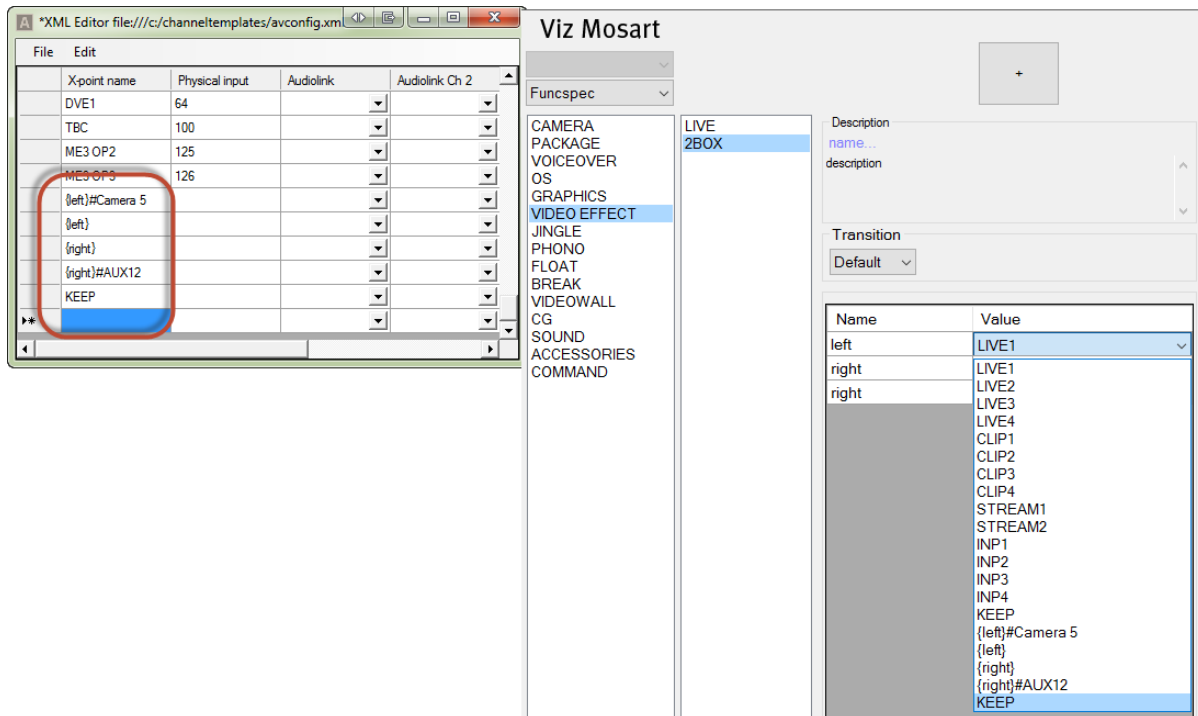 *XML Editor file:///c:/channeltemplates/avconfig.xml
File Edit
X-point name Physical input Audiolink Audiolink Ch 2
DVE1 64
TBC 100
ME3 OP2 125
ME3 OP3 126
{left}#Camera 5
{left}
{right}
{right}#AUX12
KEEP
Viz Mosart
Funcspec
+
CAMERA
PACKAGE
VOICEOVER
OS
GRAPHICS
VIDEO EFFECT
JINGLE
PHONO
FLOAT
BREAK
VIDEOWALL
CG
SOUND
ACCESSORIES
COMMAND
LIVE
2BOX
Description
name...
description
Transition
Default
Name Value
left LIVE1
right
right
LIVE1
LIVE2
LIVE3
LIVE4
CLIP1
CLIP2
CLIP3
CLIP4
STREAM1
STREAM2
INP1
INP2
INP3
INP4
KEEP
{left}#Camera 5
{left}
{right}
{right}#AUX12
KEEP